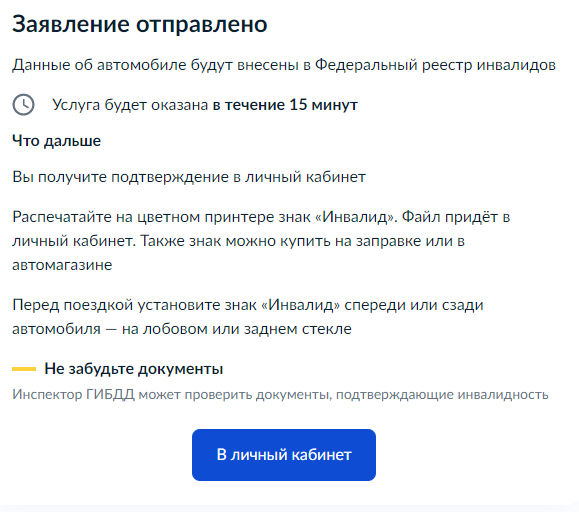 Заявление отправлено
Данные об автомобиле будут внесены в Федеральный реестр инвалидов
Услуга будет оказана в течение 15 минут
Что дальше
Вы получите подтверждение в личный кабинет
Распечатайте на цветном принтере знак «Инвалид». Файл придёт в
личный кабинет. Также знак можно купить на заправке или в
автомагазине
Перед поездкой установите знак «Инвалид» спереди или сзади
автомобиля — на лобовом или заднем стекле
Не забудьте документы
Инспектор ГИБДД может проверить документы, подтверждающие инвалидность
В личный кабинет